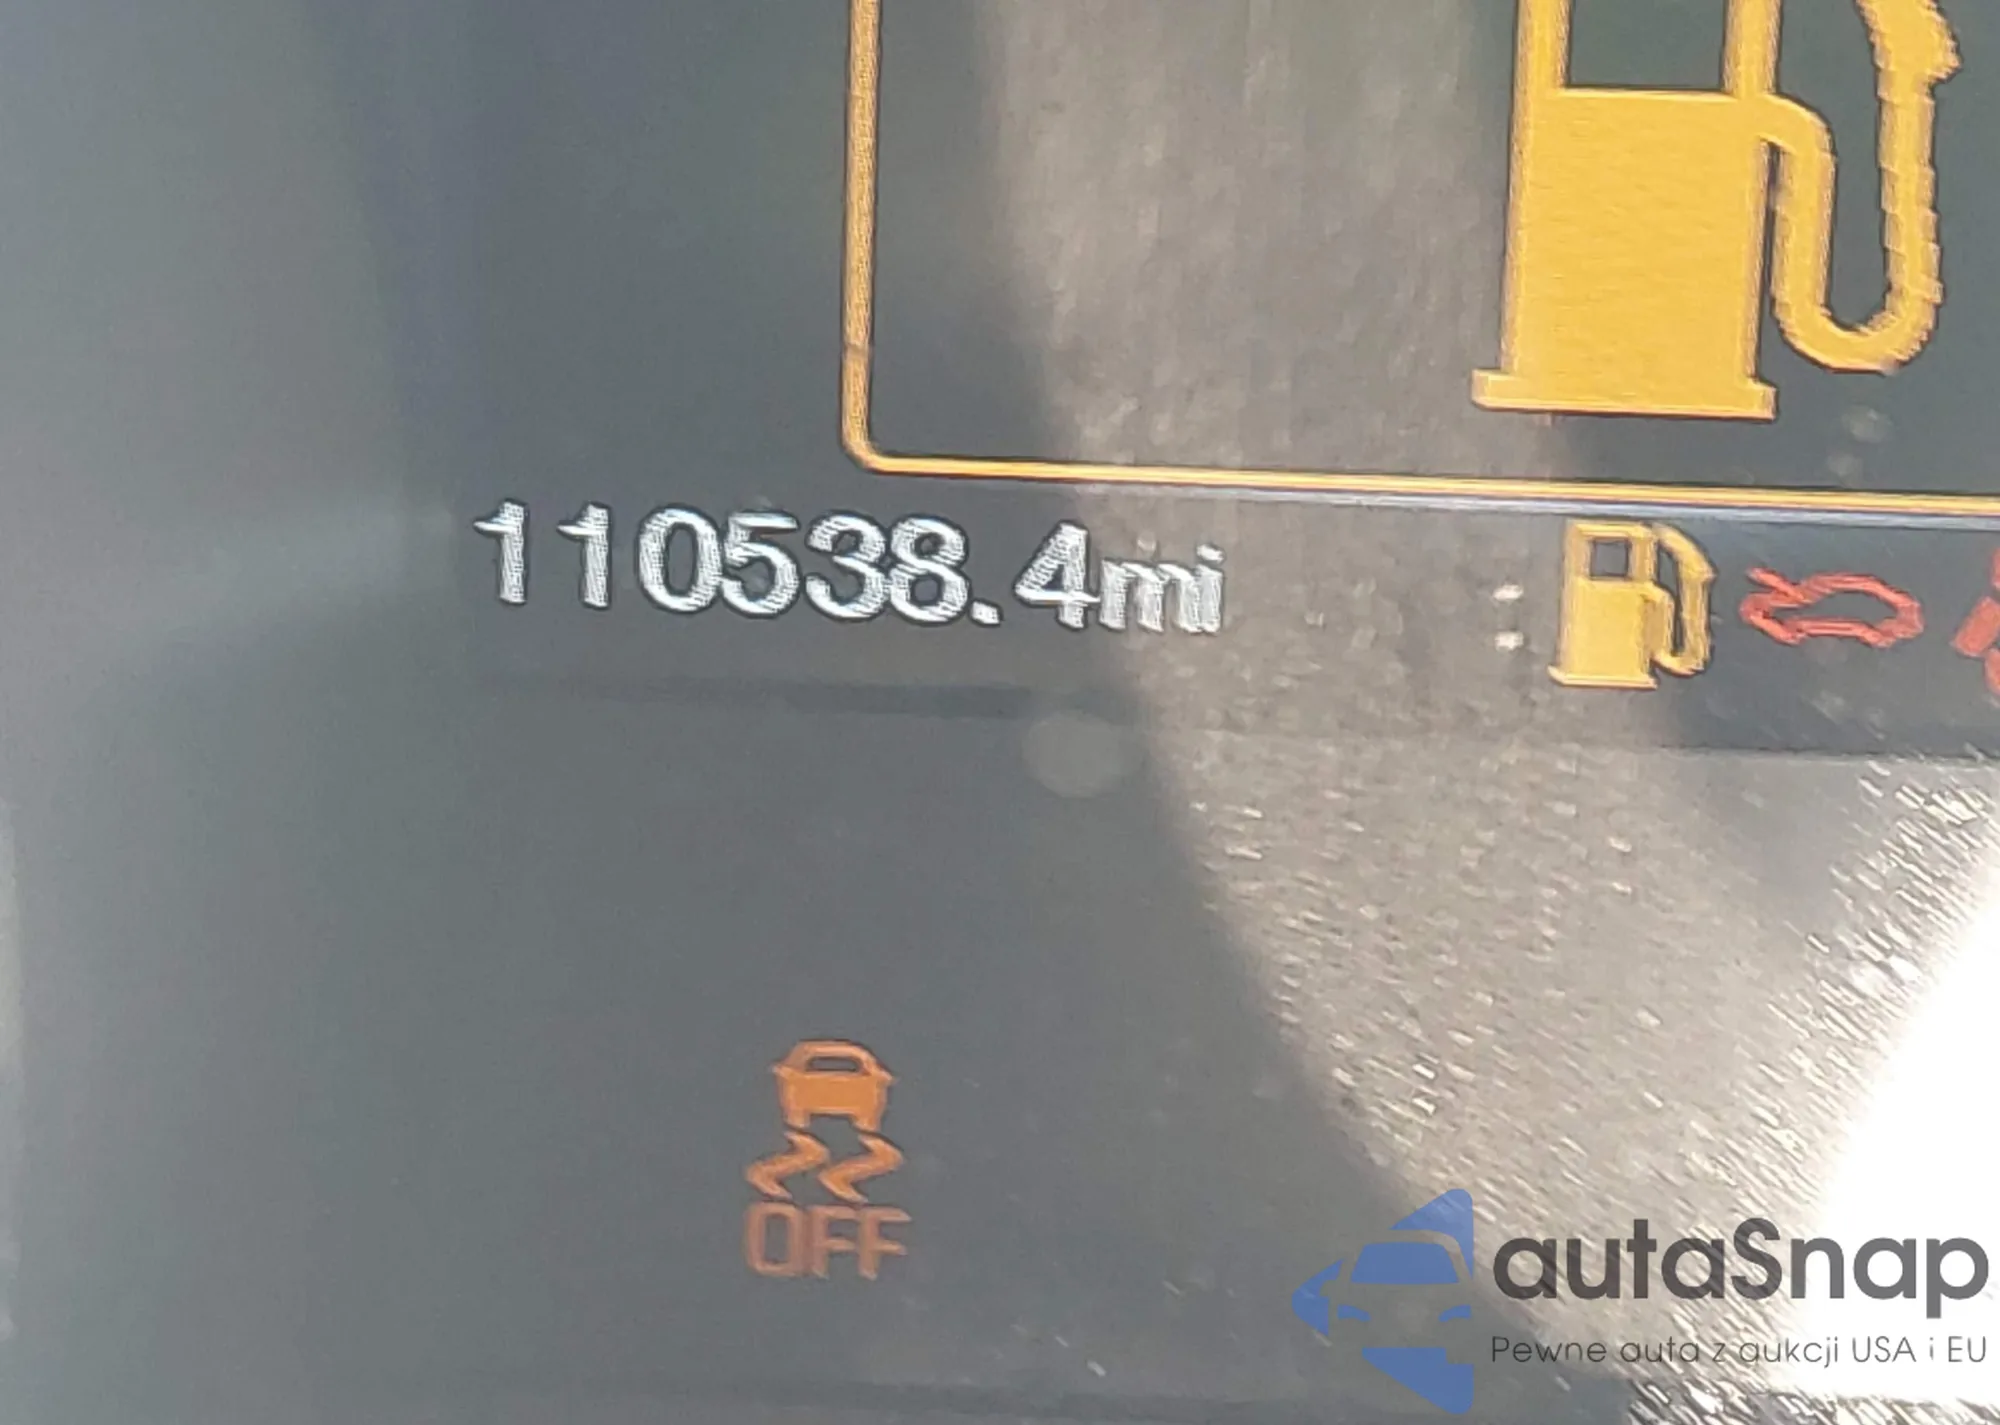 110538.4mi
OFF
autaSnap
Pewne auta z aukcji USA i EU